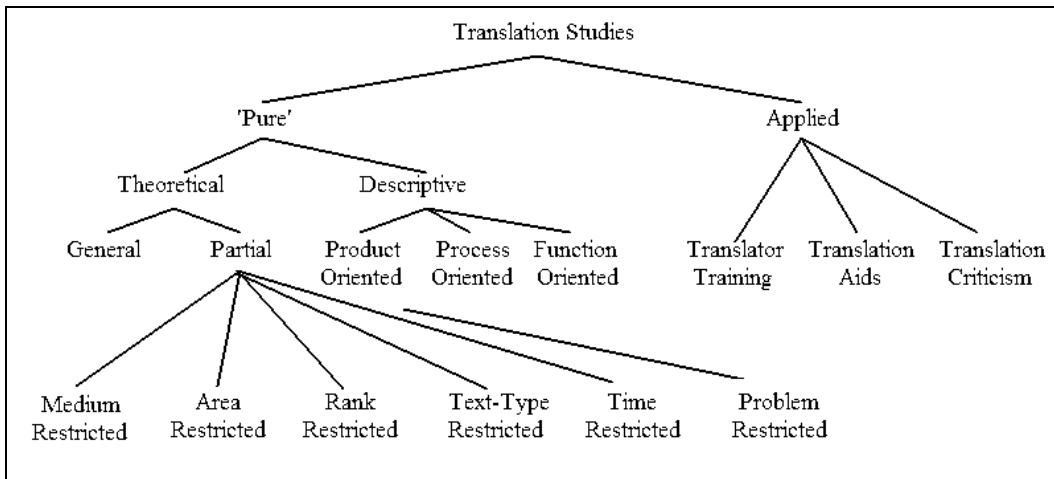 Translation Studies
'Pure' Applied
Theoretical Descriptive
General Partial Product Process Function Translator Translation Translation
Oriented Oriented Oriented Training Aids Criticism
Medium Area Rank Text-Type Time Problem
Restricted Restricted Restricted Restricted Restricted Restricted